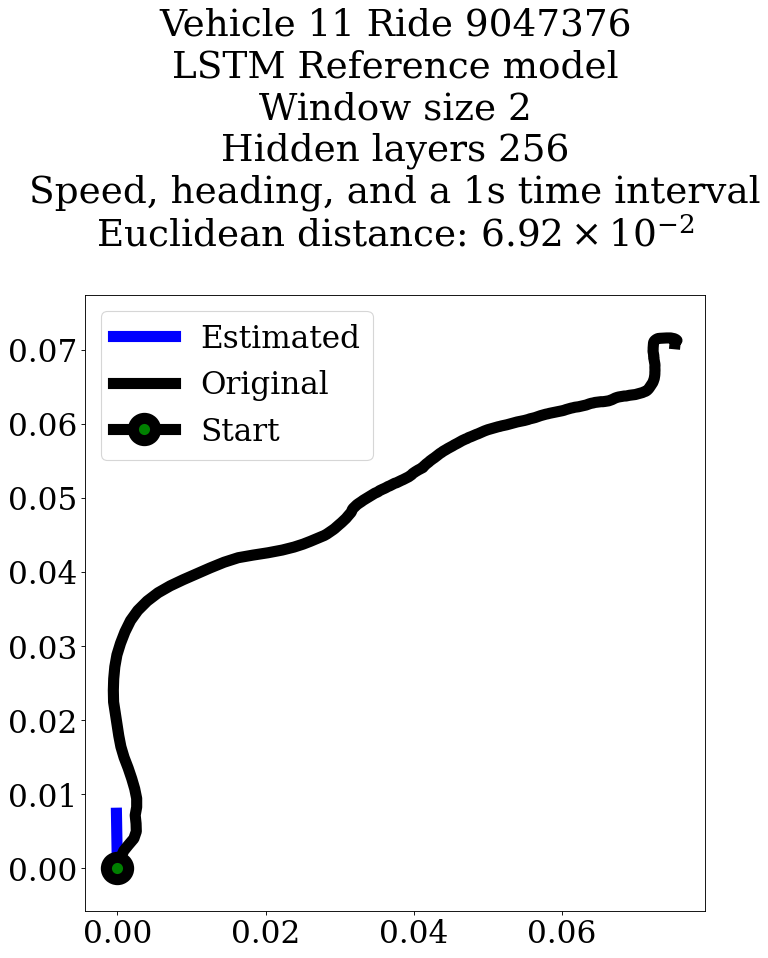 Vehicle 11 Ride 9047376
LSTM Reference model
Window size 2
Hidden layers 256
Speed, heading, and a 1s time interval
Euclidean distance: 6.92 × 10⁻²
Estimated
Original
Start
0.07
0.06
0.05
0.04
0.03
0.02
0.01
0.00
0.00 0.02 0.04 0.06